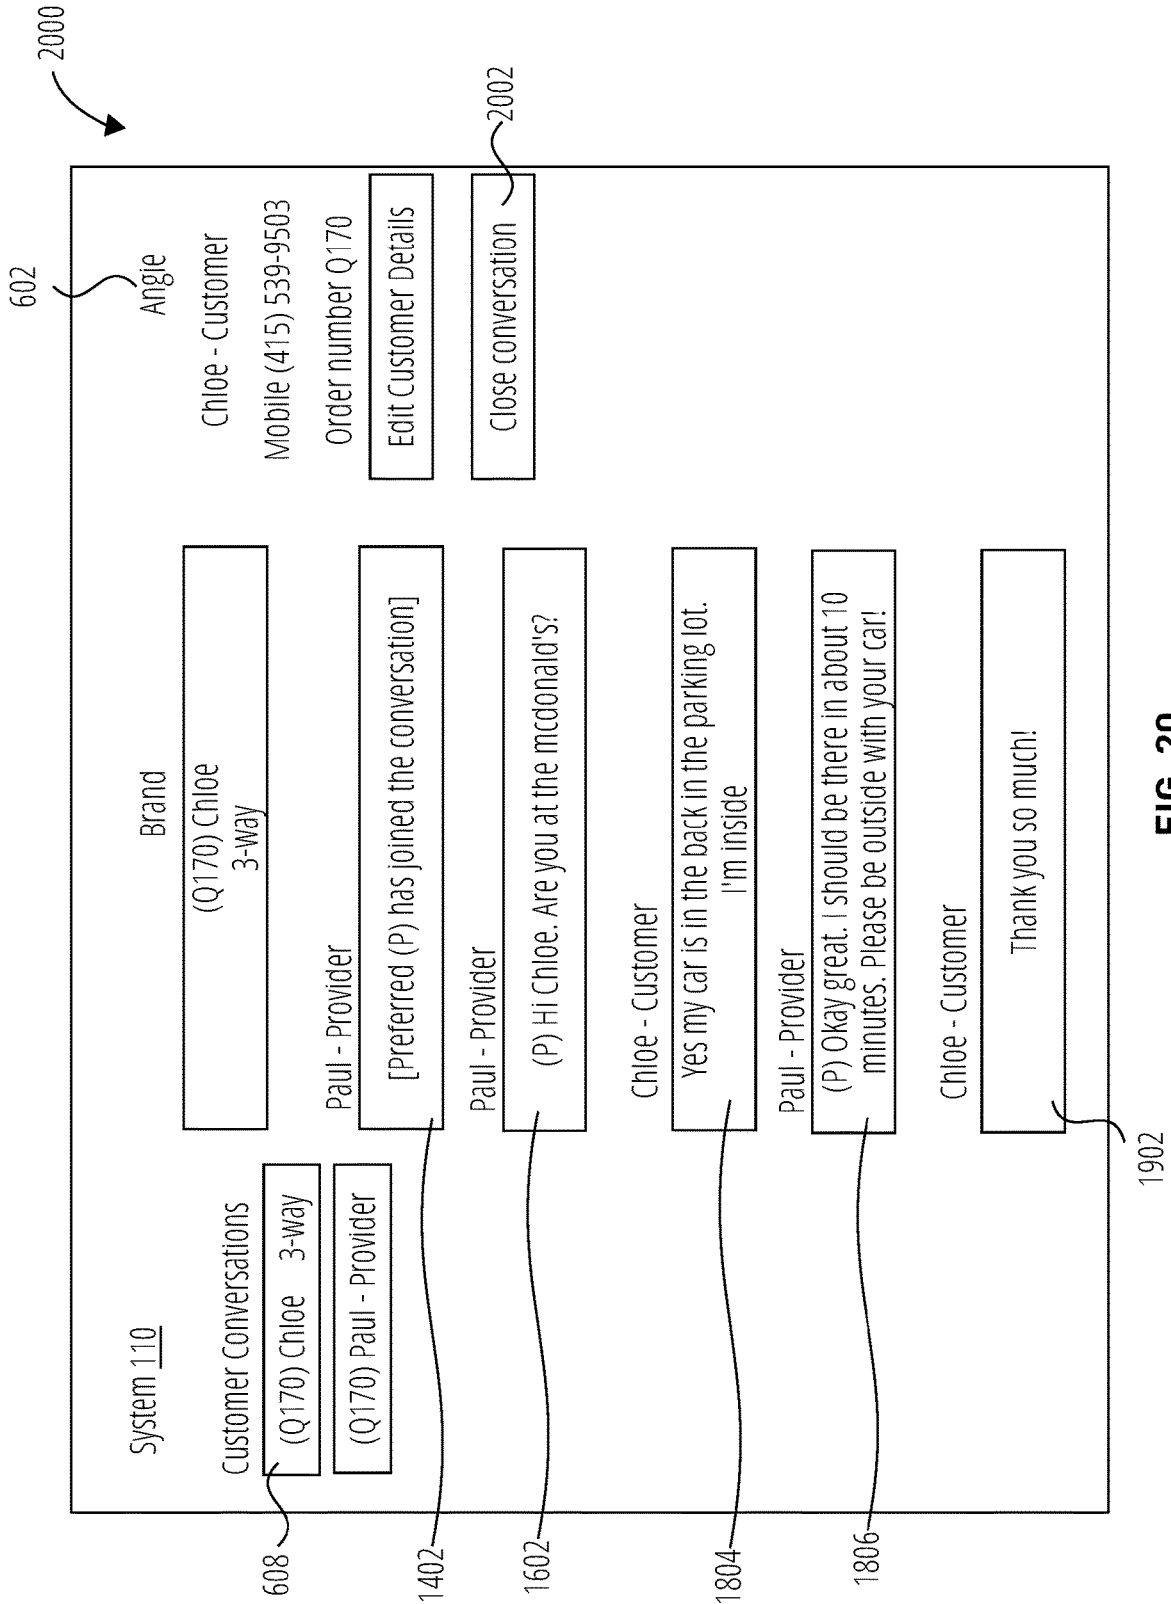 2000
602
System 110
Brand
Angie
Customer Conversations
(Q170) Chloe 3-way
(Q170) Paul - Provider
608
(Q170) Chloe
3-way
Chloe - Customer
Mobile (415) 539-9503
Order number Q170
Edit Customer Details
Close conversation
2002
Paul - Provider
[Preferred (P) has joined the conversation]
1402
Paul - Provider
(P) Hi Chloe. Are you at the mcdonald's?
1602
Chloe - Customer
Yes my car is in the back in the parking lot.
I'm inside
1804
Paul - Provider
(P) Okay great. I should be there in about 10
minutes. Please be outside with your car!
1806
Chloe - Customer
Thank you so much!
1902
FIG. 20